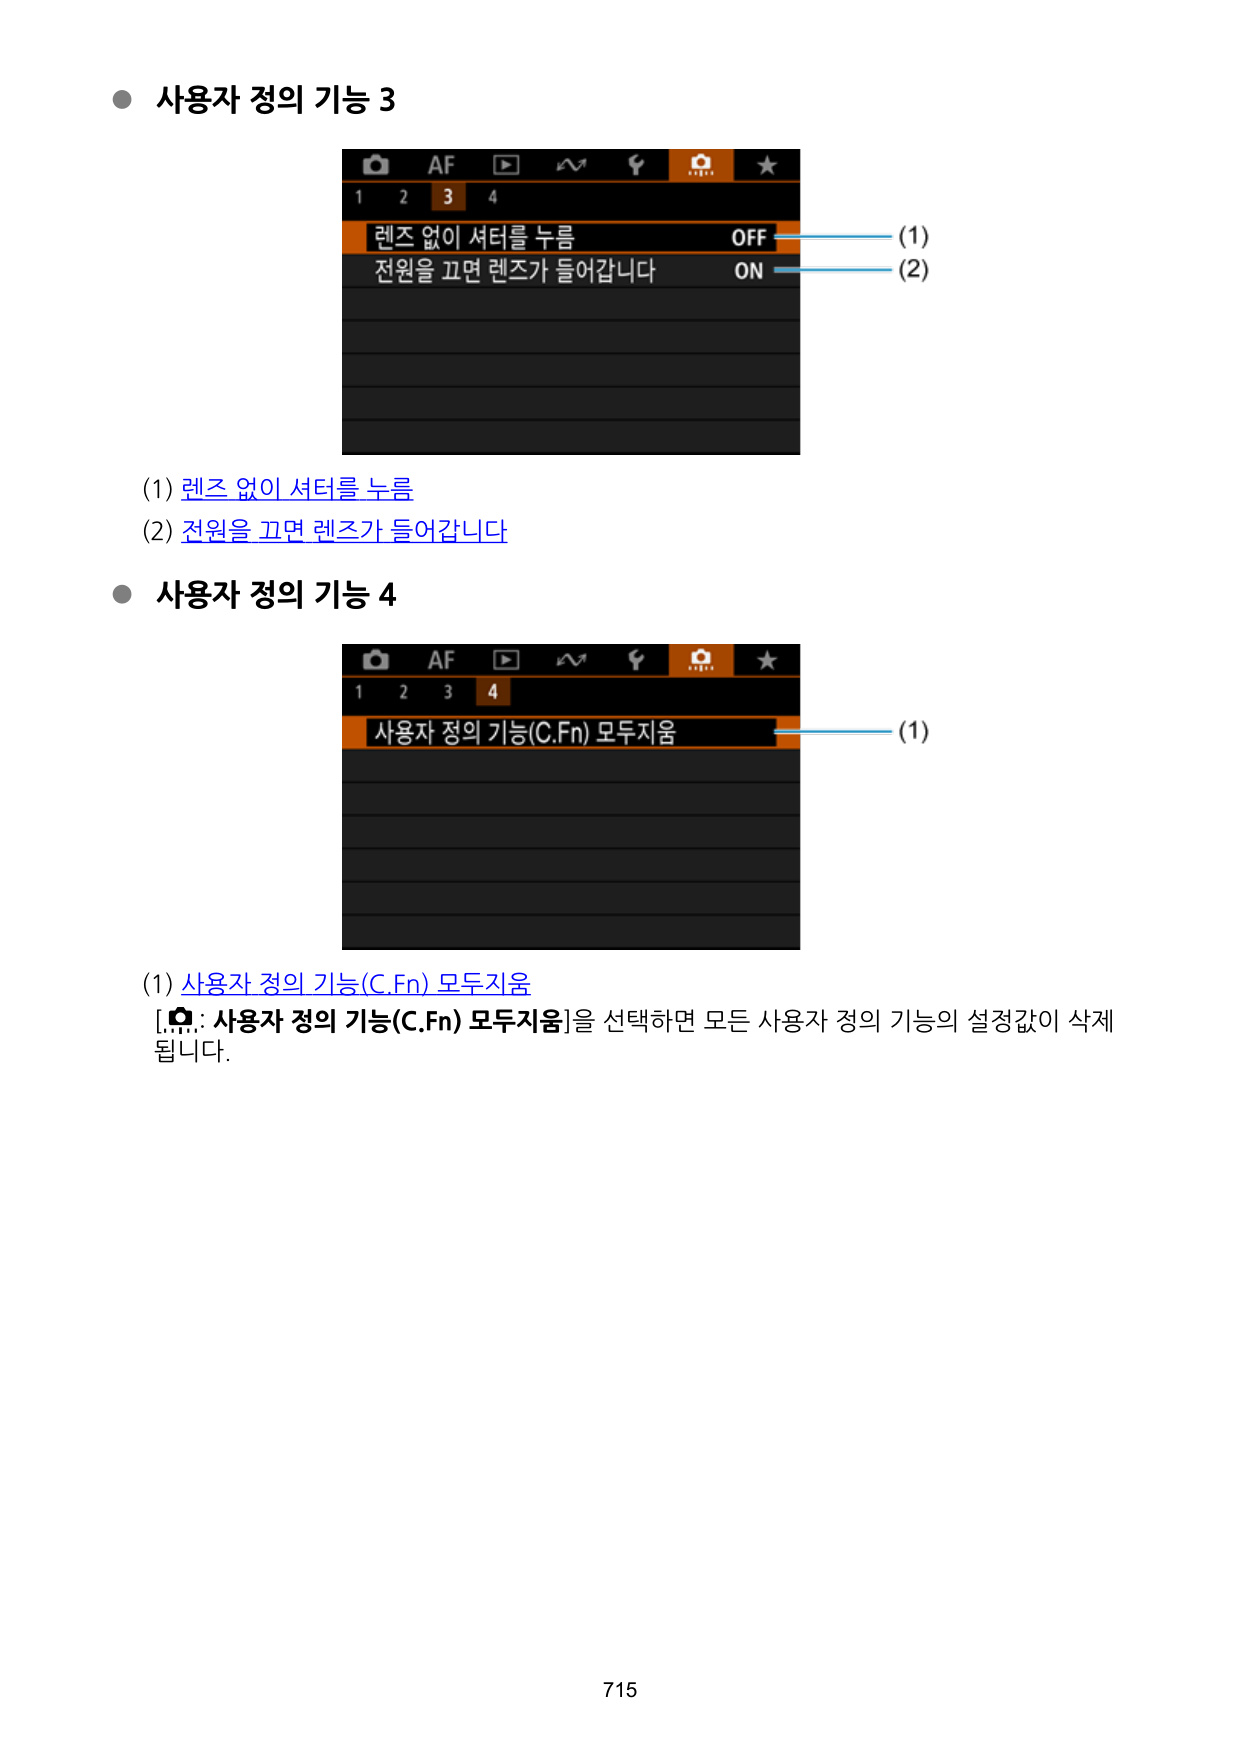 ● 사용자 정의 기능 3
AF
1 2 3 4
렌즈 없이 셔터를 누름 OFF (1)
전원을 끄면 렌즈가 들어갑니다 ON (2)
(1) 렌즈 없이 셔터를 누름
(2) 전원을 끄면 렌즈가 들어갑니다
● 사용자 정의 기능 4
AF
1 2 3 4
사용자 정의 기능(C.Fn) 모두지움 (1)
(1) 사용자 정의 기능(C.Fn) 모두지움
[: 사용자 정의 기능(C.Fn) 모두지움]을 선택하면 모든 사용자 정의 기능의 설정값이 삭제
됩니다.
715